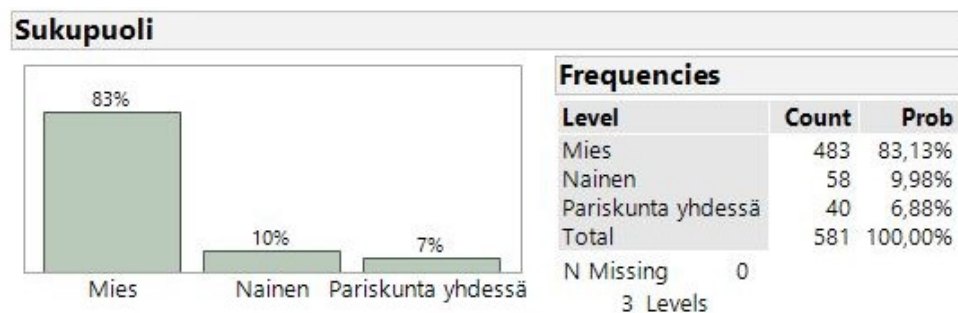 Sukupuoli
83%
10%
7%
Mies Nainen Pariskunta yhdessä
Frequencies
Level Count Prob
Mies 483 83,13%
Nainen 58 9,98%
Pariskunta yhdessä 40 6,88%
Total 581 100,00%
N Missing 0
3 Levels